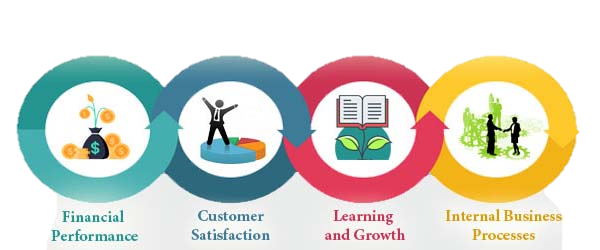 $
Financial
Performance
Customer
Satisfaction
Learning
and Growth
Internal Business
Processes